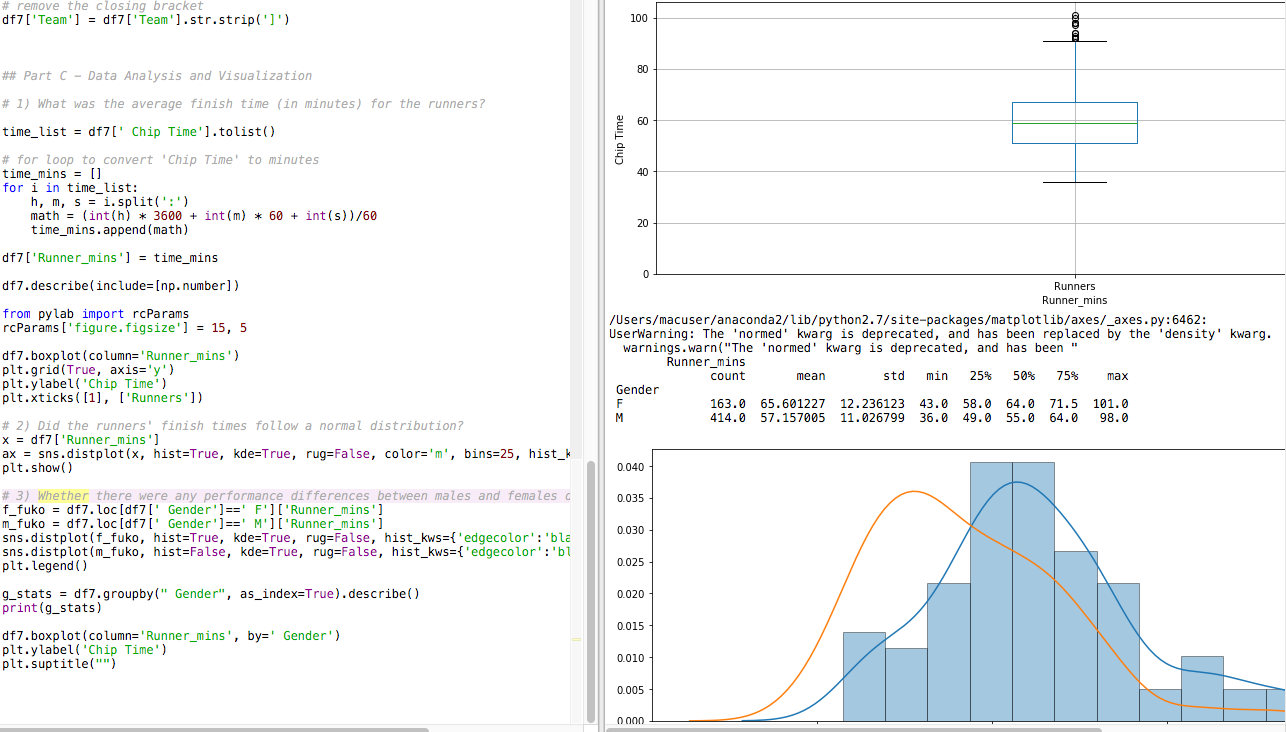 # remove the closing bracket
df7['Team'] = df7['Team'].str.strip(']')
## Part C – Data Analysis and Visualization
# 1) What was the average finish time (in minutes) for the runners?
time_list = df7[' Chip Time'].tolist()
# for loop to convert 'Chip Time' to minutes
time_mins = []
for i in time_list:
    h, m, s = i.split(':')
    math = (int(h) * 3600 + int(m) * 60 + int(s))/60
    time_mins.append(math)
df7['Runner_mins'] = time_mins
df7.describe(include=[np.number])
from pylab import rcParams
rcParams['figure.figsize'] = 15, 5
df7.boxplot(column='Runner_mins')
plt.grid(True, axis='y')
plt.ylabel('Chip Time')
plt.xticks([1], ['Runners'])
# 2) Did the runners' finish times follow a normal distribution?
x = df7['Runner_mins']
ax = sns.distplot(x, hist=True, kde=True, rug=False, color='m', bins=25, hist_k
plt.show()
# 3) Whether there were any performance differences between males and females o
f_fuko = df7.loc[df7[' Gender']==' F']['Runner_mins']
m_fuko = df7.loc[df7[' Gender']==' M']['Runner_mins']
sns.distplot(f_fuko, hist=True, kde=True, rug=False, hist_kws={'edgecolor':'bla
sns.distplot(m_fuko, hist=False, kde=True, rug=False, hist_kws={'edgecolor':'bl
plt.legend()
g_stats = df7.groupby(" Gender", as_index=True).describe()
print(g_stats)
df7.boxplot(column='Runner_mins', by=' Gender')
plt.ylabel('Chip Time')
plt.suptitle("")
100
80
60
40
20
0
Chip Time
Runners
Runner_mins
/Users/macuser/anaconda2/lib/python2.7/site-packages/matplotlib/axes/_axes.py:6462:
UserWarning: The 'normed' kwarg is deprecated, and has been replaced by the 'density' kwarg.
  warnings.warn("The 'normed' kwarg is deprecated, and has been "
Runner_mins
count mean std min 25% 50% 75% max
Gender
F 163.0 65.601227 12.236123 43.0 58.0 64.0 71.5 101.0
M 414.0 57.157005 11.026799 36.0 49.0 55.0 64.0 98.0
0.040
0.035
0.030
0.025
0.020
0.015
0.010
0.005
0.000